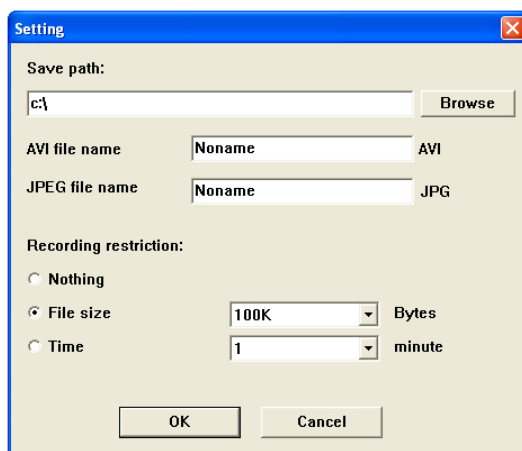 Setting
Save path:
c:\
Browse
AVI file name Noname AVI
JPEG file name Noname JPG
Recording restriction:
Nothing
File size 100K Bytes
Time 1 minute
OK Cancel